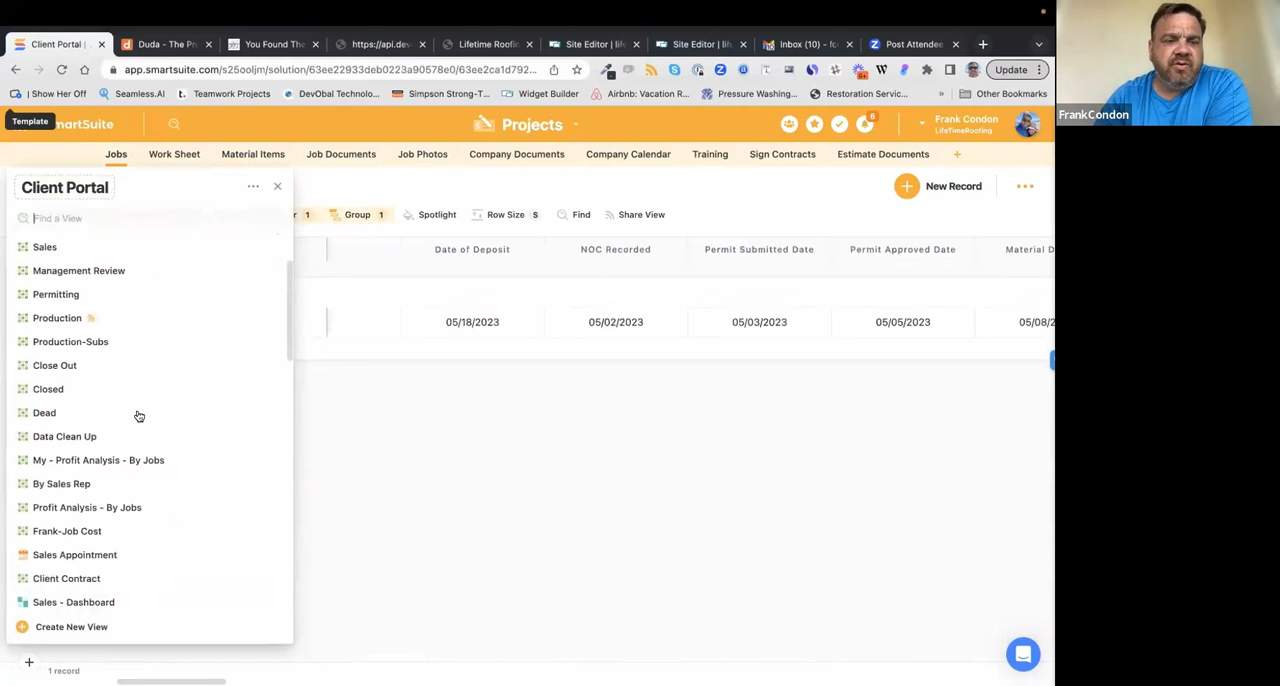 Client Portal | Duda - The Pr You Found The https://api.dev Lifetime Roofin Site Editor | life Site Editor | life Inbox (10) - fc Post Attendee
app.smartsuite.com/s25ooljm/solution/63ee22933deb0223a90578e0/63ee2ca1d792... 9+ Update
| Show Her Off Seamless.AI Teamwork Projects DevObal Technolo... Simpson Strong-T... Widget Builder Airbnb: Vacation R... Pressure Washing... Restoration Servic... » Other Bookmarks
Template
martSuite Projects 6 Frank Condon
LifeTimeRoofing
FrankCondon
Jobs Work Sheet Material Items Job Documents Job Photos Company Documents Company Calendar Training Sign Contracts Estimate Documents
Client Portal
New Record
Find a View
r 1 Group 1 Spotlight Row Size S Find Share View
Date of Deposit NOC Recorded Permit Submitted Date Permit Approved Date Material D
05/18/2023 05/02/2023 05/03/2023 05/05/2023 05/08/2
Sales
Management Review
Permitting
Production
Production-Subs
Close Out
Closed
Dead
Data Clean Up
My - Profit Analysis - By Jobs
By Sales Rep
Profit Analysis - By Jobs
Frank-Job Cost
Sales Appointment
Client Contract
Sales - Dashboard
Create New View
1 record